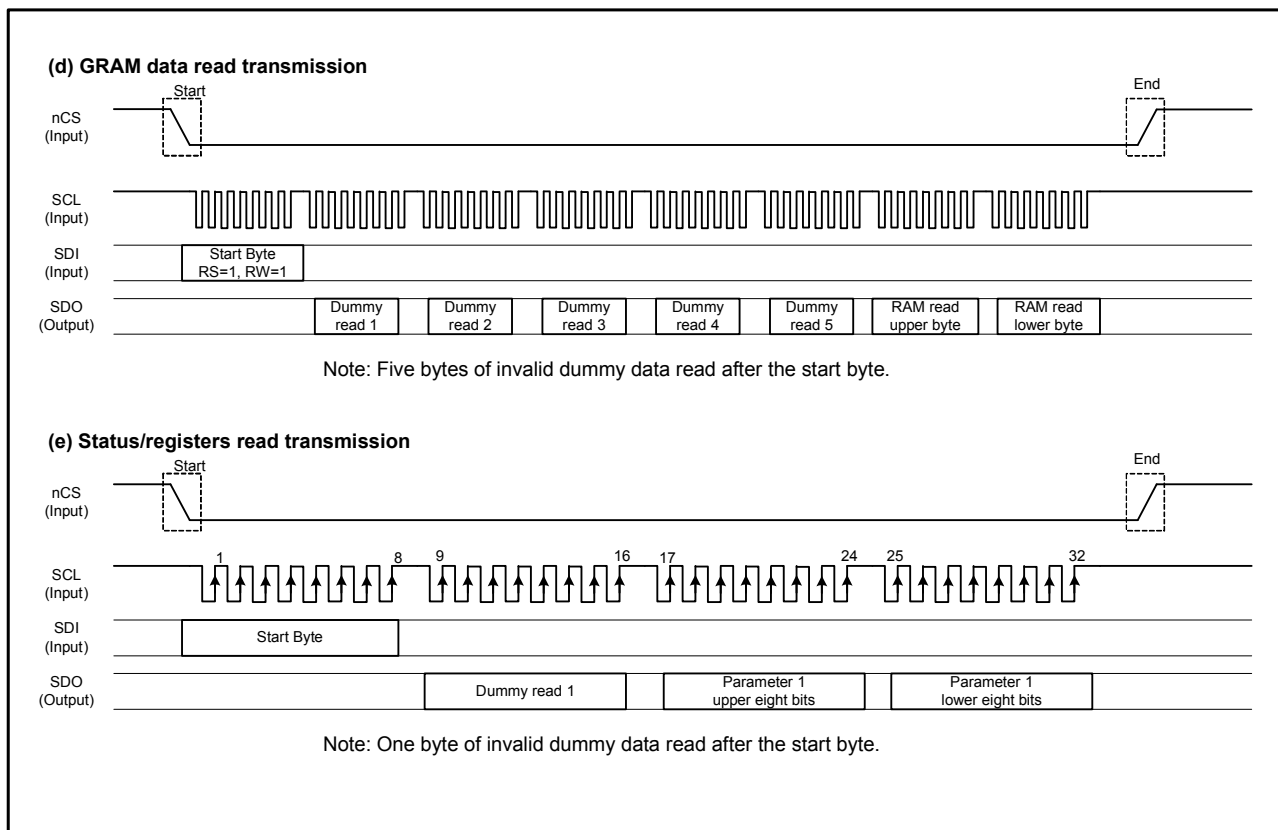 (d) GRAM data read transmission
Start
End
nCS
(Input)
SCL
(Input)
SDI
(Input)
Start Byte
RS=1, RW=1
SDO
(Output)
Dummy
read 1
Dummy
read 2
Dummy
read 3
Dummy
read 4
Dummy
read 5
RAM read
upper byte
RAM read
lower byte
Note: Five bytes of invalid dummy data read after the start byte.
(e) Status/registers read transmission
Start
End
nCS
(Input)
1
8
9
16
17
24
25
32
SCL
(Input)
SDI
(Input)
Start Byte
SDO
(Output)
Dummy read 1
Parameter 1
upper eight bits
Parameter 1
lower eight bits
Note: One byte of invalid dummy data read after the start byte.